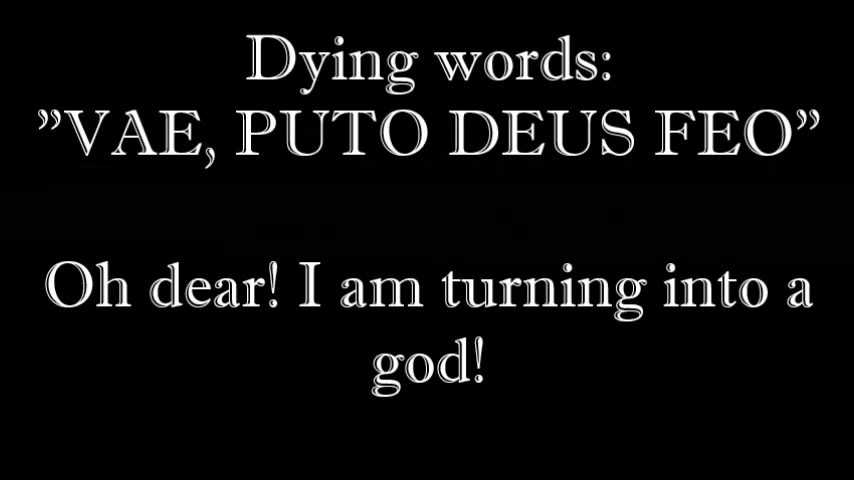 Dying words:
”VAE, PUTO DEUS FEO”
Oh dear! I am turning into a
god!